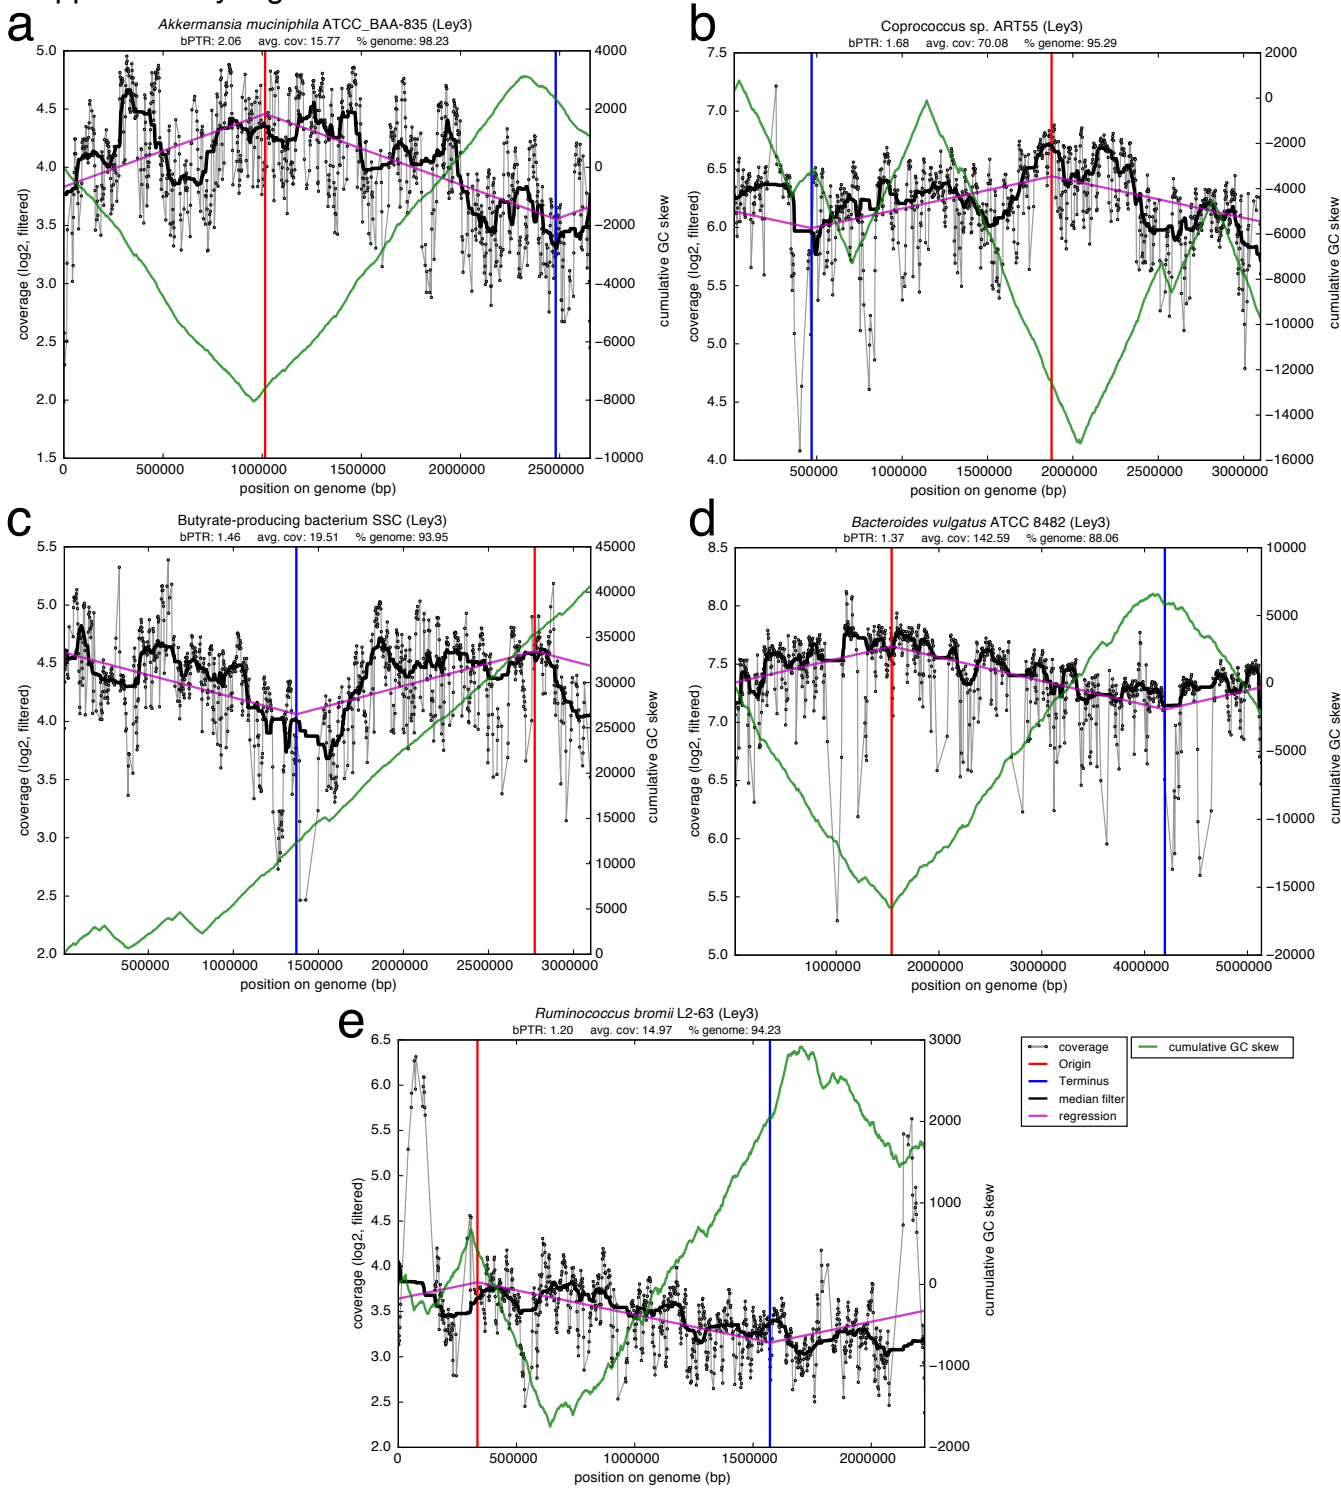 a
Akkermansia muciniphila ATCC_BAA-835 (Ley3)
bPTR: 2.06 avg. cov: 15.77 % genome: 98.23
5.0
4.5
4.0
3.5
3.0
2.5
2.0
1.5
coverage (log2, filtered)
4000
2000
0
−2000
−4000
−6000
−8000
−10000
cumulative GC skew
0 500000 1000000 1500000 2000000 2500000
position on genome (bp)
b
Coprococcus sp. ART55 (Ley3)
bPTR: 1.68 avg. cov: 70.08 % genome: 95.29
7.5
7.0
6.5
6.0
5.5
5.0
4.5
4.0
coverage (log2, filtered)
2000
0
−2000
−4000
−6000
−8000
−10000
−12000
−14000
−16000
cumulative GC skew
500000 1000000 1500000 2000000 2500000 3000000
position on genome (bp)
c
Butyrate-producing bacterium SSC (Ley3)
bPTR: 1.46 avg. cov: 19.51 % genome: 93.95
5.5
5.0
4.5
4.0
3.5
3.0
2.5
2.0
coverage (log2, filtered)
45000
40000
35000
30000
25000
20000
15000
10000
5000
0
cumulative GC skew
500000 1000000 1500000 2000000 2500000 3000000
position on genome (bp)
d
Bacteroides vulgatus ATCC 8482 (Ley3)
bPTR: 1.37 avg. cov: 142.59 % genome: 88.06
8.5
8.0
7.5
7.0
6.5
6.0
5.5
5.0
coverage (log2, filtered)
10000
5000
0
−5000
−10000
−15000
−20000
cumulative GC skew
1000000 2000000 3000000 4000000 5000000
position on genome (bp)
e
Ruminococcus bromii L2-63 (Ley3)
bPTR: 1.20 avg. cov: 14.97 % genome: 94.23
6.5
6.0
5.5
5.0
4.5
4.0
3.5
3.0
2.5
2.0
coverage (log2, filtered)
3000
2000
1000
0
−1000
−2000
cumulative GC skew
0 500000 1000000 1500000 2000000
position on genome (bp)
coverage
Origin
Terminus
median filter
regression
cumulative GC skew